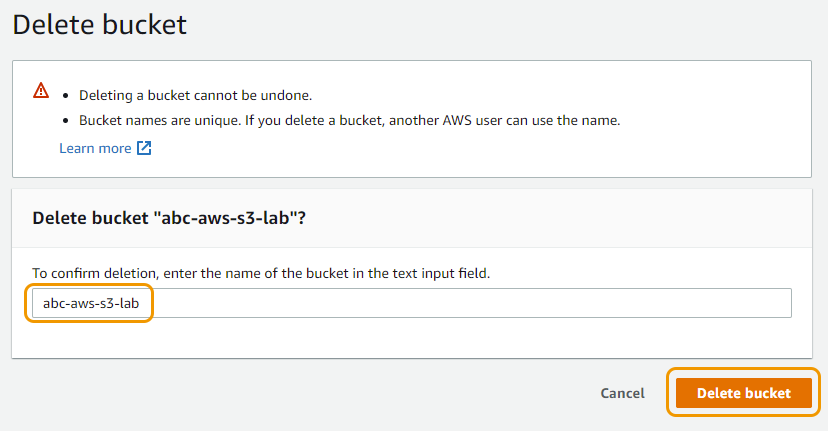 Delete bucket
Deleting a bucket cannot be undone.
Bucket names are unique. If you delete a bucket, another AWS user can use the name.
Learn more
Delete bucket "abc-aws-s3-lab"?
To confirm deletion, enter the name of the bucket in the text input field.
abc-aws-s3-lab
Cancel
Delete bucket